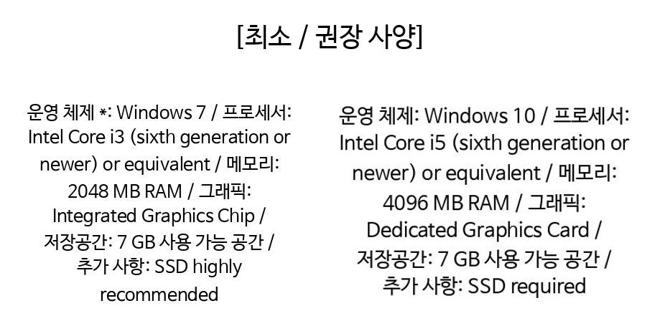 [최소 / 권장 사양]
운영 체제 *: Windows 7 / 프로세서:
Intel Core i3 (sixth generation or
newer) or equivalent / 메모리:
2048 MB RAM / 그래픽:
Integrated Graphics Chip /
저장공간: 7 GB 사용 가능 공간 /
추가 사항: SSD highly
recommended
운영 체제: Windows 10 / 프로세서:
Intel Core i5 (sixth generation or
newer) or equivalent / 메모리:
4096 MB RAM / 그래픽:
Dedicated Graphics Card /
저장공간: 7 GB 사용 가능 공간 /
추가 사항: SSD required